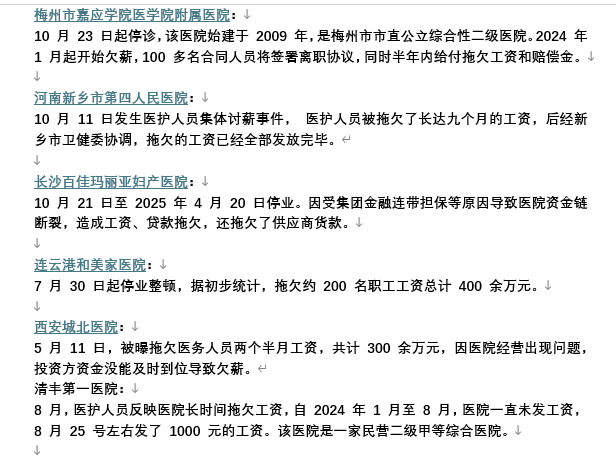 梅州市嘉应学院医学院附属医院：
10 月 23 日起停诊，该医院始建于 2009 年，是梅州市市直公立综合性二级医院。2024 年
1 月起开始欠薪，100 多名合同人员将签署离职协议，同时半年内给付拖欠工资和赔偿金。
河南新乡市第四人民医院：
10 月 11 日发生医护人员集体讨薪事件， 医护人员被拖欠了长达九个月的工资，后经新
乡市卫健委协调，拖欠的工资已经全部发放完毕。
长沙百佳玛丽亚妇产医院：
10 月 21 日至 2025 年 4 月 20 日停业。因受集团金融连带担保等原因导致医院资金链
断裂，造成工资、贷款拖欠，还拖欠了供应商货款。
连云港和美家医院：
7 月 30 日起停业整顿，据初步统计，拖欠约 200 名职工工资总计 400 余万元。
西安城北医院：
5 月 11 日，被曝拖欠医务人员两个半月工资，共计 300 余万元，因医院经营出现问题，
投资方资金没能及时到位导致欠薪。
清丰第一医院：
8 月，医护人员反映医院长时间拖欠工资，自 2024 年 1 月至 8 月，医院一直未发工资，
8 月 25 号左右发了 1000 元的工资。该医院是一家民营二级甲等综合医院。